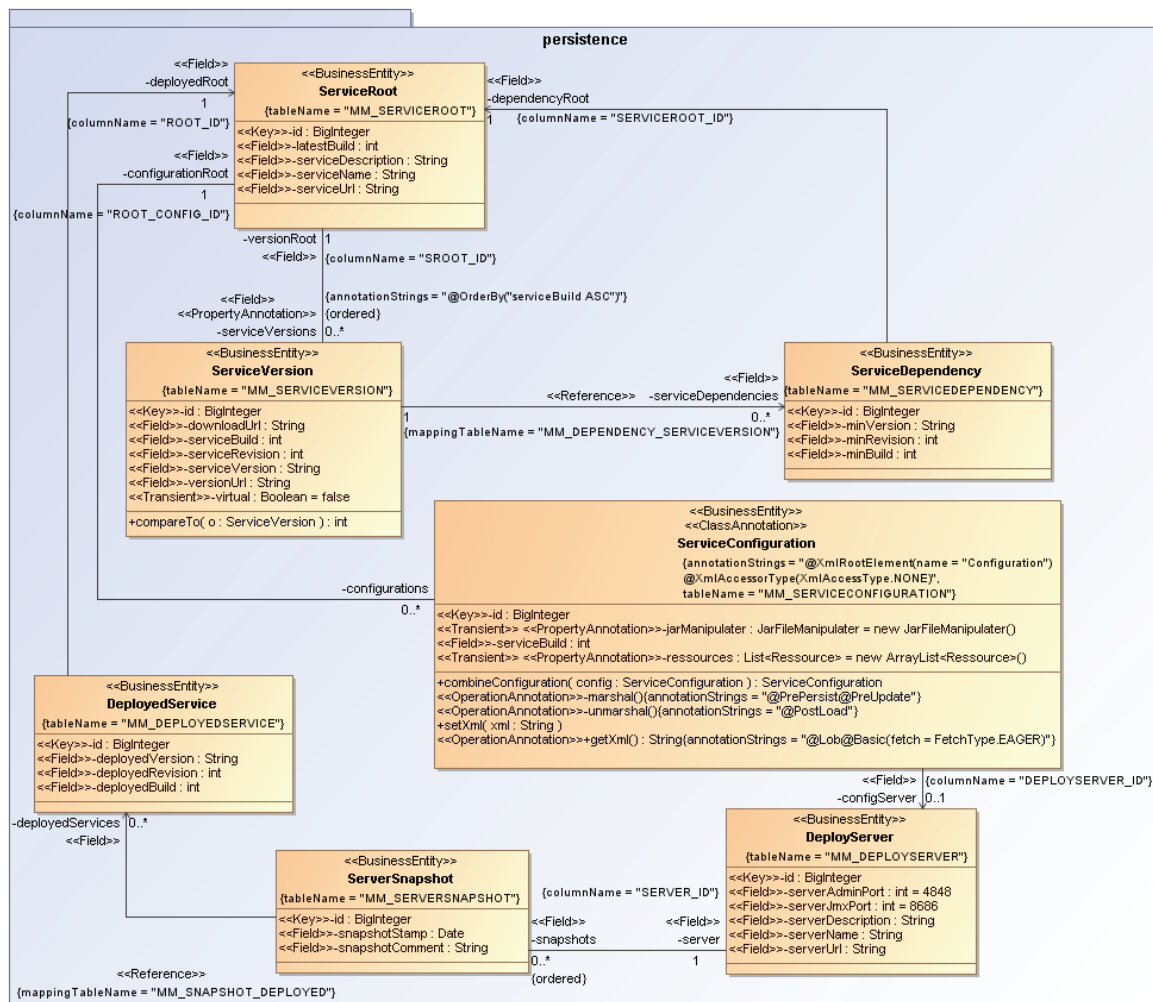 persistence
<<Field>>
-deployedRoot
1
{columnName = "ROOT_ID"}
<<Field>>
-configurationRoot
1
{columnName = "ROOT_CONFIG_ID"}
<<BusinessEntity>>
ServiceRoot
{tableName = "MM_SERVICEROOT"}
<<Key>>-id : BigInteger
<<Field>>-latestBuild : int
<<Field>>-serviceDescription : String
<<Field>>-serviceName : String
<<Field>>-serviceUrl : String
<<Field>>
-dependencyRoot
1
{columnName = "SERVICEROOT_ID"}
-versionRoot
1
<<Field>>
{columnName = "SROOT_ID"}
<<Field>>
{annotationStrings = "@OrderBy("serviceBuild ASC")"}
<<PropertyAnnotation>>
{ordered}
-serviceVersions
0..*
<<BusinessEntity>>
ServiceVersion
{tableName = "MM_SERVICEVERSION"}
<<Key>>-id : BigInteger
<<Field>>-downloadUrl : String
<<Field>>-serviceBuild : int
<<Field>>-serviceRevision : int
<<Field>>-serviceVersion : String
<<Field>>-versionUrl : String
<<Transient>>-virtual : Boolean = false
+compareTo( o : ServiceVersion ) : int
<<Field>>
<<Reference>>
-serviceDependencies
1
0..*
{mappingTableName = "MM_DEPENDENCY_SERVICEVERSION"}
<<BusinessEntity>>
ServiceDependency
{tableName = "MM_SERVICEDEPENDENCY"}
<<Key>>-id : BigInteger
<<Field>>-minVersion : String
<<Field>>-minRevision : int
<<Field>>-minBuild : int
-configurations
0..*
<<BusinessEntity>>
<<ClassAnnotation>>
ServiceConfiguration
{annotationStrings = "@XmlRootElement(name = "Configuration")
@XmlAccessorType(XmlAccessType.NONE)",
tableName = "MM_SERVICECONFIGURATION"}
<<Key>>-id : BigInteger
<<Transient>> <<PropertyAnnotation>>-jarManipulater : JarFileManipulater = new JarFileManipulater()
<<Field>>-serviceBuild : int
<<Transient>> <<PropertyAnnotation>>-ressources : List<Ressource> = new ArrayList<Ressource>()
+combineConfiguration( config : ServiceConfiguration ) : ServiceConfiguration
<<OperationAnnotation>>-marshal(){annotationStrings = "@PrePersist@PreUpdate"}
<<OperationAnnotation>>-unmarshal(){annotationStrings = "@PostLoad"}
+setXml( xml : String )
<<OperationAnnotation>>+getXml() : String{annotationStrings = "@Lob@Basic(fetch = FetchType.EAGER)"}
<<BusinessEntity>>
DeployedService
{tableName = "MM_DEPLOYEDSERVICE"}
<<Key>>-id : BigInteger
<<Field>>-deployedVersion : String
<<Field>>-deployedRevision : int
<<Field>>-deployedBuild : int
-deployedServices
0..*
<<Field>>
<<Field>>
{columnName = "DEPLOYSERVER_ID"}
-configServer
0..1
<<BusinessEntity>>
DeployServer
{tableName = "MM_DEPLOYSERVER"}
<<Key>>-id : BigInteger
<<Field>>-serverAdminPort : int = 4848
<<Field>>-serverJmxPort : int = 8686
<<Field>>-serverDescription : String
<<Field>>-serverName : String
<<Field>>-serverUrl : String
<<BusinessEntity>>
ServerSnapshot
{tableName = "MM_SERVERSNAPSHOT"}
<<Key>>-id : BigInteger
<<Field>>-snapshotStamp : Date
<<Field>>-snapshotComment : String
{columnName = "SERVER_ID"}
<<Field>>
<<Field>>
-snapshots
-server
0..*
1
{ordered}
<<Reference>>
{mappingTableName = "MM_SNAPSHOT_DEPLOYED"}